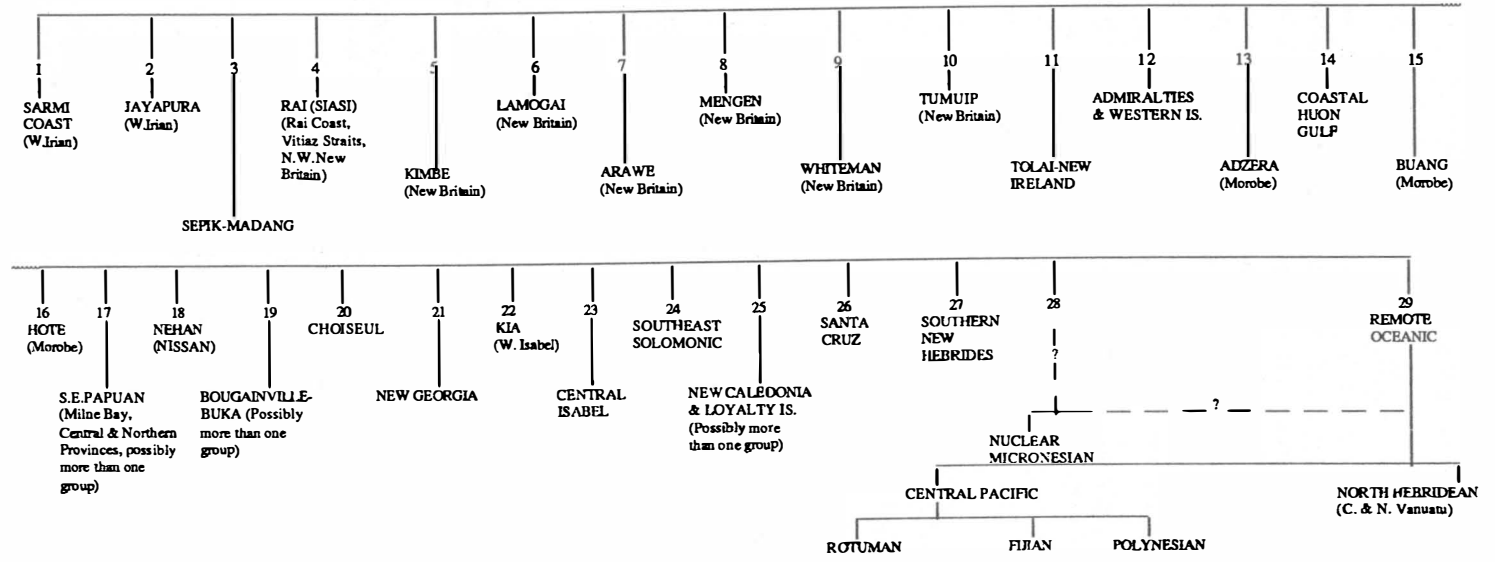 1
SARMI
COAST
(W.Irian)
2
JAYAPURA
(W.Irian)
3
SEPIK-MADANG
4
RAI (SIASI)
(Rai Coast,
Vitiaz Straits,
N.W.New
Britain)
5
KIMBE
(New Britain)
6
LAMOGAI
(New Britain)
7
ARAWE
(New Britain)
8
MENGEN
(New Britain)
9
WHITEMAN
(New Britain)
10
TUMUIP
(New Britain)
11
TOLAI-NEW
IRELAND
12
ADMIRALTIES
& WESTERN IS.
13
ADZERA
(Morobe)
14
COASTAL
HUON
GULF
15
BUANG
(Morobe)
16
HOTE
(Morobe)
17
S.E.PAPUAN
(Milne Bay,
Central & Northern
Provinces, possibly
more than one
group)
18
NEHAN
(NISSAN)
19
BOUGAINVILLE-
BUKA (Possibly
more than one
group)
20
CHOISEUL
21
NEW GEORGIA
22
KIA
(W. Isabel)
23
CENTRAL
ISABEL
24
SOUTHEAST
SOLOMONIC
25
NEW CALEDONIA
& LOYALTY IS.
(Possibly more
than one group)
26
SANTA
CRUZ
27
SOUTHERN
NEW
HEBRIDES
28
?
?
NUCLEAR
MICRONESIAN
29
REMOTE
OCEANIC
CENTRAL PACIFIC
NORTH HEBRIDEAN
(C. & N. Vanuatu)
ROTUMAN
FIJIAN
POLYNESIAN